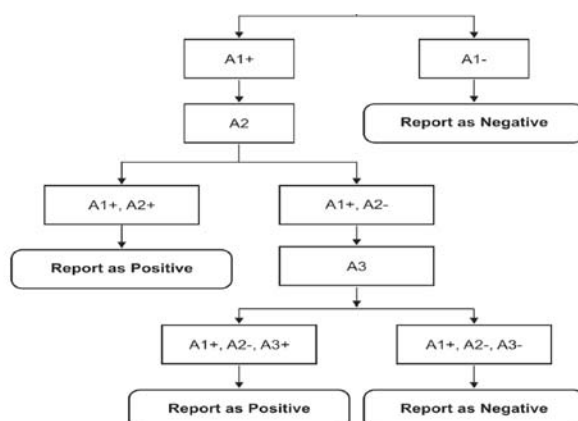 A1+
A1-
A2
Report as Negative
A1+, A2+
A1+, A2-
Report as Positive
A3
A1+, A2-, A3+
A1+, A2-, A3-
Report as Positive
Report as Negative